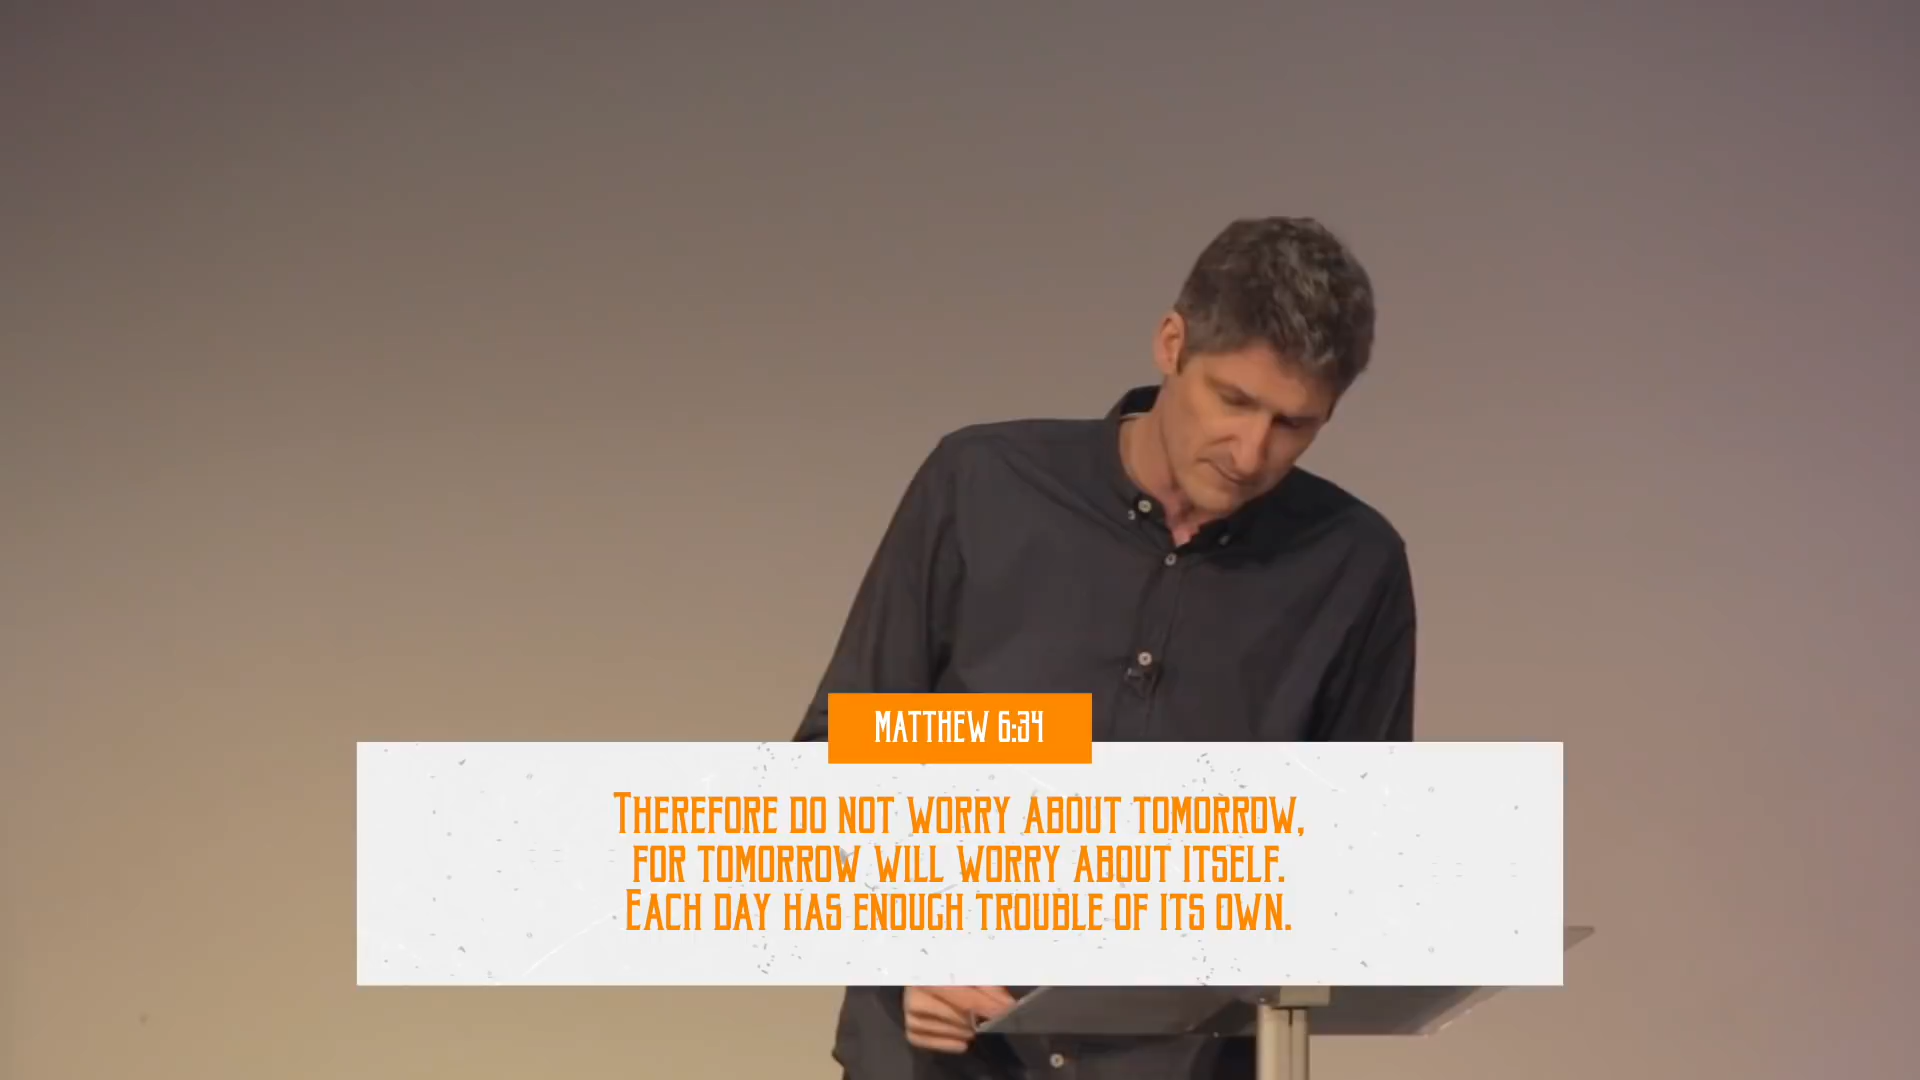 MATTHEW 6:34
THEREFORE DO NOT WORRY ABOUT TOMORROW,
FOR TOMORROW WILL WORRY ABOUT ITSELF.
EACH DAY HAS ENOUGH TROUBLE OF ITS OWN.